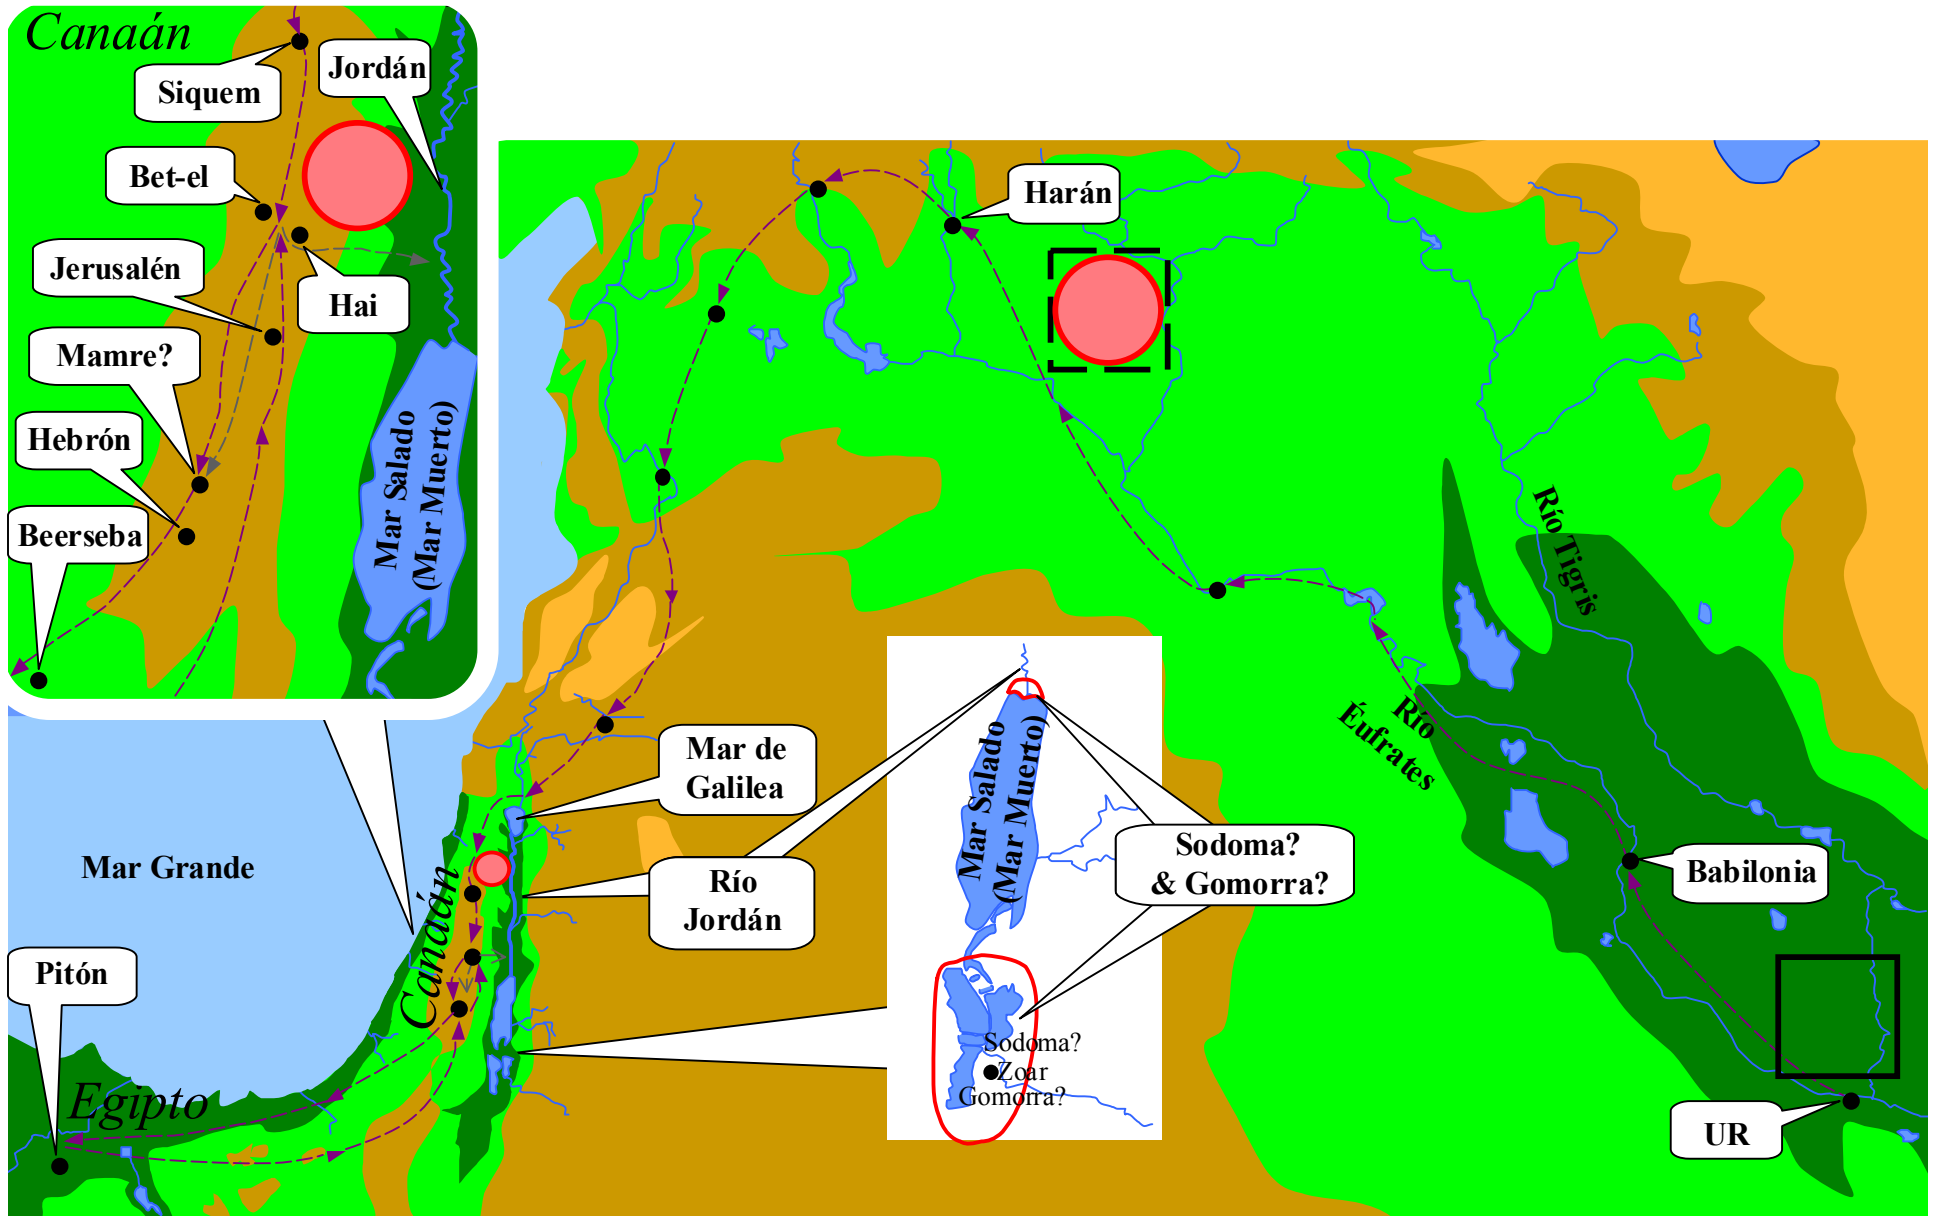 Canaán
Jordán
Siquem
Bet-el
Jerusalén
Hai
Mamre?
Hebrón
Beerseba
Mar Salado
(Mar Muerto)
Harán
Río Tigris
Río
Éufrates
Mar de
Galilea
Mar Salado
(Mar Muerto)
Sodoma?
& Gomorra?
Mar Grande
Río
Jordán
Babilonia
Canaán
Pitón
Sodoma?
Zoar
Gomorra?
Egipto
UR